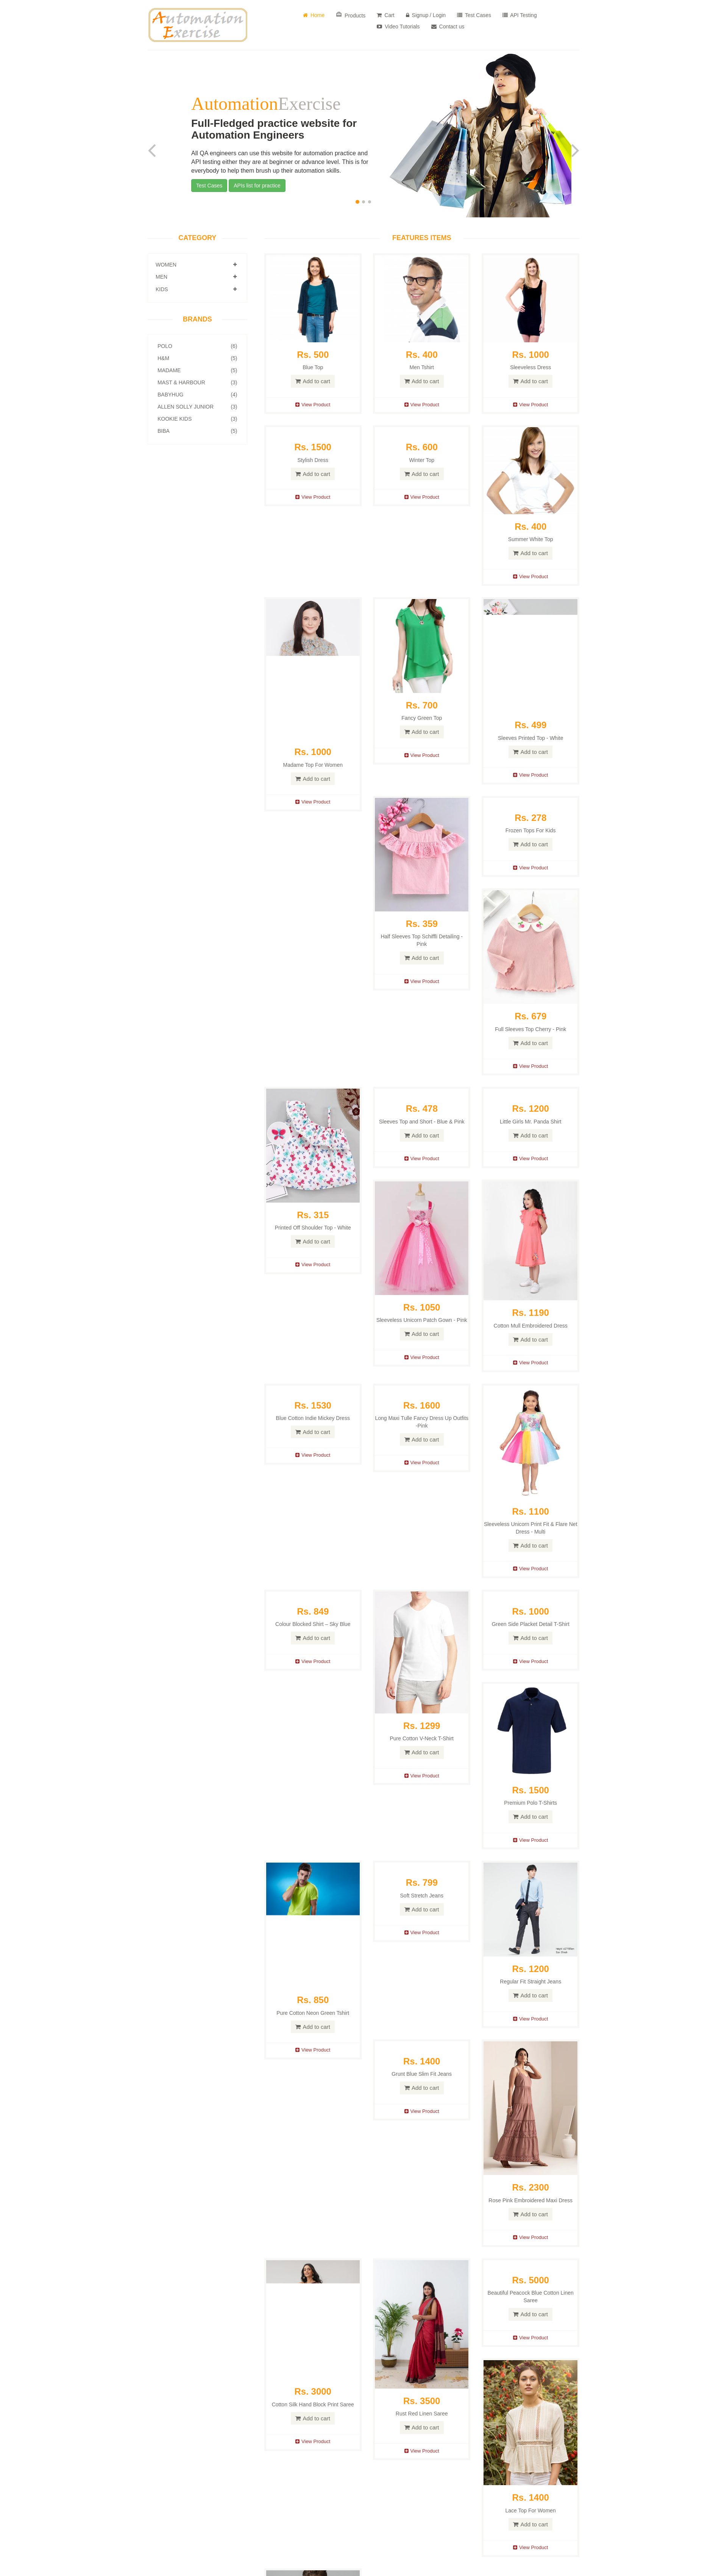 Automation
Exercise
Home
Products
Cart
Signup / Login
Test Cases
API Testing
Video Tutorials
Contact us
AutomationExercise
Full-Fledged practice website for
Automation Engineers
All QA engineers can use this website for automation practice and
API testing either they are at beginner or advance level. This is for
everybody to help them brush up their automation skills.
Test Cases
APIs list for practice
CATEGORY
WOMEN
MEN
KIDS
BRANDS
POLO (6)
H&M (5)
MADAME (5)
MAST & HARBOUR (3)
BABYHUG (4)
ALLEN SOLLY JUNIOR (3)
KOOKIE KIDS (3)
BIBA (5)
FEATURES ITEMS
Rs. 500
Blue Top
Add to cart
View Product
Rs. 400
Men Tshirt
Add to cart
View Product
Rs. 1000
Sleeveless Dress
Add to cart
View Product
Rs. 1500
Stylish Dress
Add to cart
View Product
Rs. 600
Winter Top
Add to cart
View Product
Rs. 400
Summer White Top
Add to cart
View Product
Rs. 1000
Madame Top For Women
Add to cart
View Product
Rs. 700
Fancy Green Top
Add to cart
View Product
Rs. 499
Sleeves Printed Top - White
Add to cart
View Product
Rs. 359
Half Sleeves Top Schiffli Detailing -
Pink
Add to cart
View Product
Rs. 278
Frozen Tops For Kids
Add to cart
View Product
Rs. 679
Full Sleeves Top Cherry - Pink
Add to cart
View Product
Rs. 315
Printed Off Shoulder Top - White
Add to cart
View Product
Rs. 478
Sleeves Top and Short - Blue & Pink
Add to cart
View Product
Rs. 1200
Little Girls Mr. Panda Shirt
Add to cart
View Product
Rs. 1050
Sleeveless Unicorn Patch Gown - Pink
Add to cart
View Product
Rs. 1190
Cotton Mull Embroidered Dress
Add to cart
View Product
Rs. 1530
Blue Cotton Indie Mickey Dress
Add to cart
View Product
Rs. 1600
Long Maxi Tulle Fancy Dress Up Outfits
-Pink
Add to cart
View Product
Rs. 1100
Sleeveless Unicorn Print Fit & Flare Net
Dress - Multi
Add to cart
View Product
Rs. 849
Colour Blocked Shirt – Sky Blue
Add to cart
View Product
Rs. 1299
Pure Cotton V-Neck T-Shirt
Add to cart
View Product
Rs. 1000
Green Side Placket Detail T-Shirt
Add to cart
View Product
Rs. 1500
Premium Polo T-Shirts
Add to cart
View Product
Rs. 850
Pure Cotton Neon Green Tshirt
Add to cart
View Product
Rs. 799
Soft Stretch Jeans
Add to cart
View Product
Rs. 1200
Regular Fit Straight Jeans
Add to cart
View Product
Rs. 1400
Grunt Blue Slim Fit Jeans
Add to cart
View Product
Rs. 2300
Rose Pink Embroidered Maxi Dress
Add to cart
View Product
Rs. 3000
Cotton Silk Hand Block Print Saree
Add to cart
View Product
Rs. 3500
Rust Red Linen Saree
Add to cart
View Product
Rs. 5000
Beautiful Peacock Blue Cotton Linen
Saree
Add to cart
View Product
Rs. 1400
Lace Top For Women
Add to cart
View Product